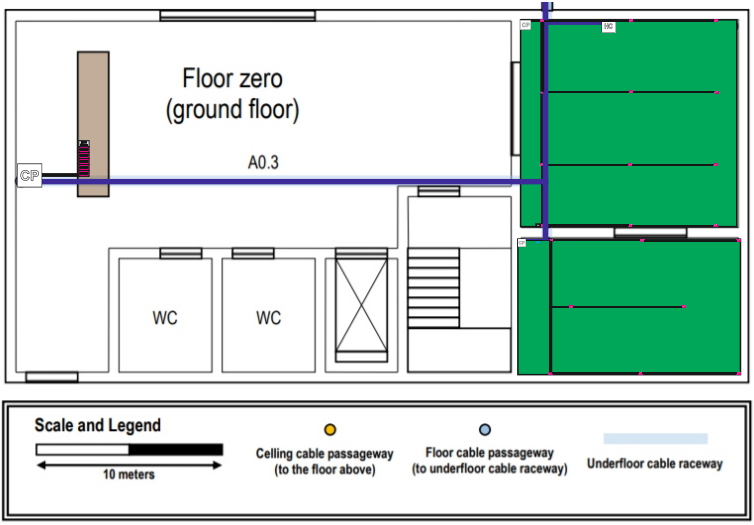 CP
HC
Floor zero
(ground floor)
A0.3
CP
CP
WC
WC
Scale and Legend
10 meters
Celling cable passageway
(to the floor above)
Floor cable passageway
(to underfloor cable raceway)
Underfloor cable raceway